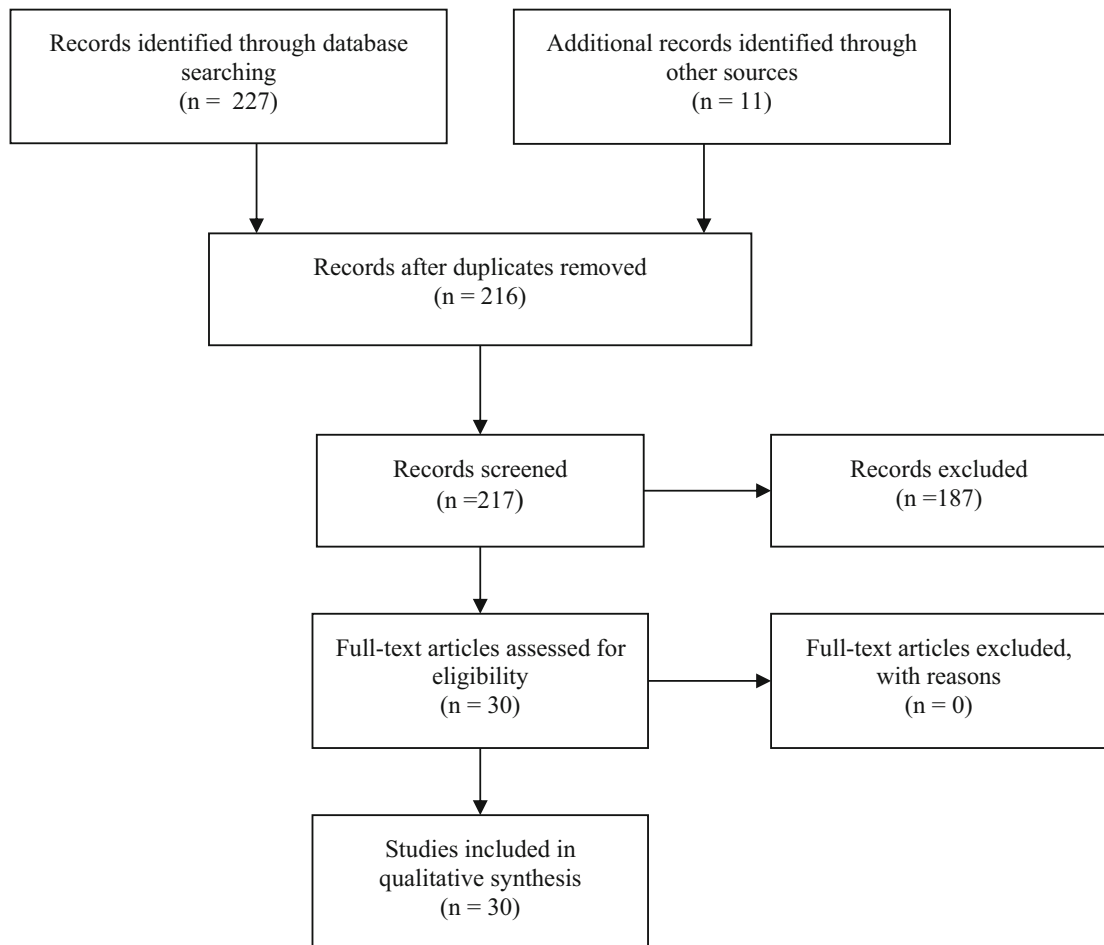 Records identified through database
searching
(n =  227)
Additional records identified through
other sources
(n = 11)
Records after duplicates removed
(n = 216)
Records screened
(n =217)
Records excluded
(n =187)
Full-text articles assessed for
eligibility
(n = 30)
Full-text articles excluded,
with reasons
(n = 0)
Studies included in
qualitative synthesis
(n = 30)